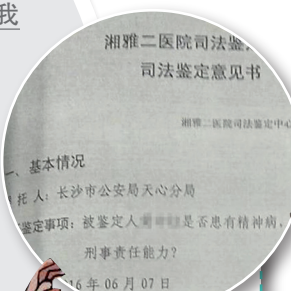 我
湘雅二医院司法鉴
司法鉴定意见书
湘雅二医院司法鉴定中心
一、基本情况
托人：长沙市公安局天心分局
鉴定事项：被鉴定人 是否患有精神病，
刑事责任能力？
16年06月07日